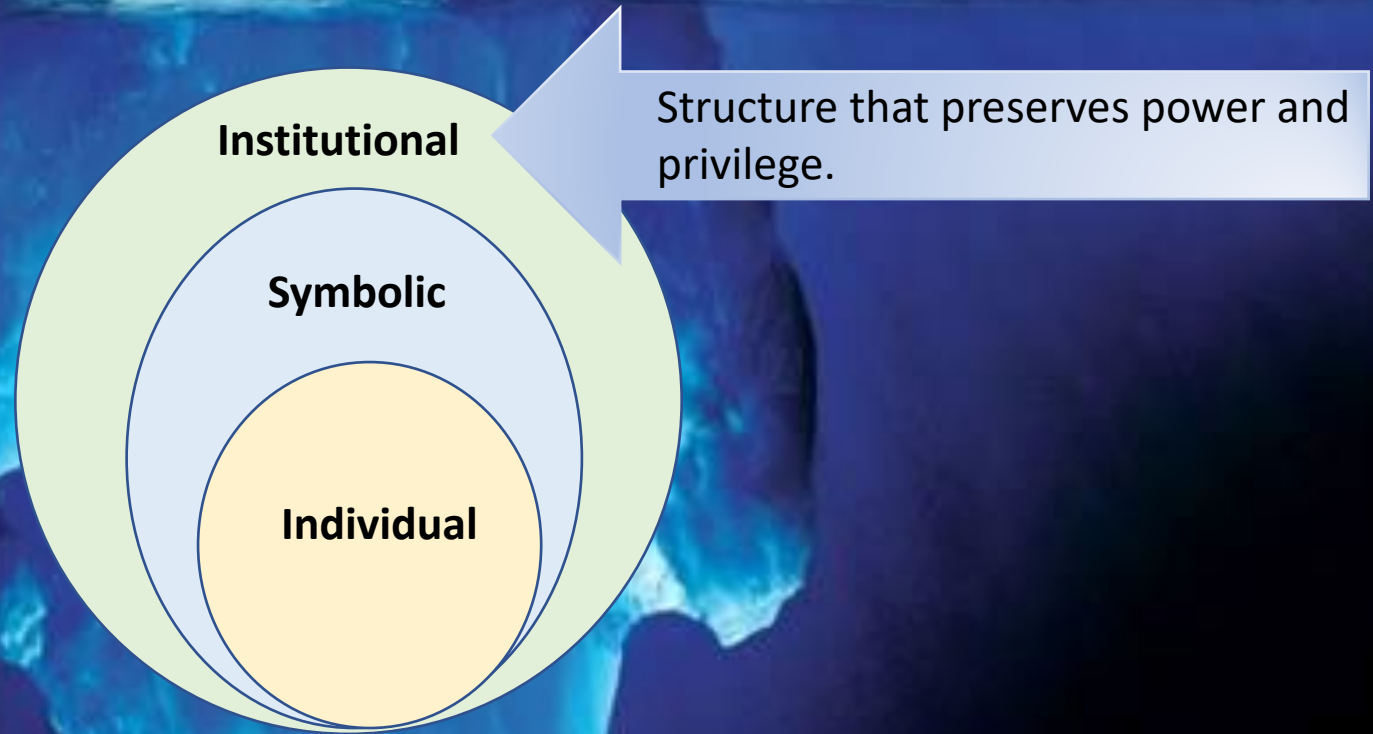 Institutional
Structure that preserves power and
privilege.
Symbolic
Individual